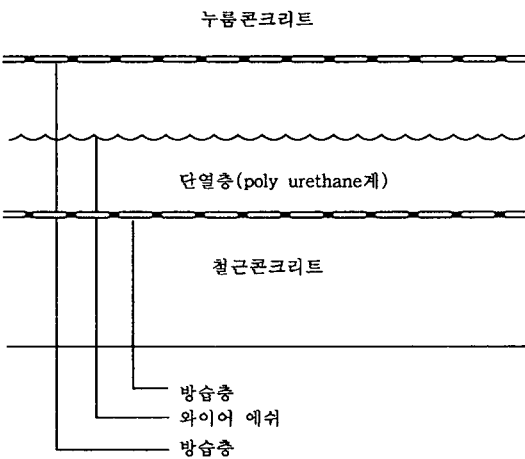 누름콘크리트
단열층(poly urethane계)
철근콘크리트
방습층
와이어 에쉬
방습층